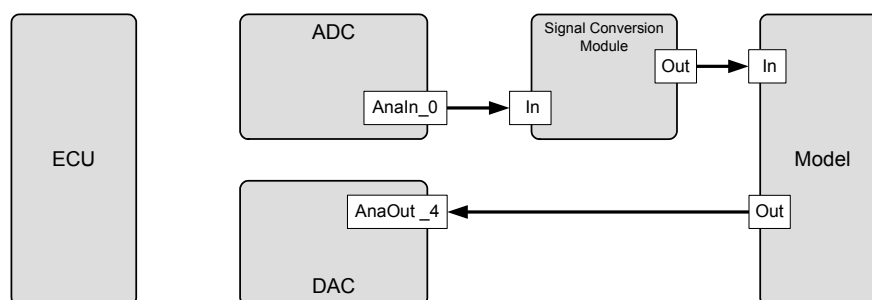 ADC
Signal Conversion
Module
Out
In
AnaIn_0
In
ECU
Model
AnaOut _4
Out
DAC